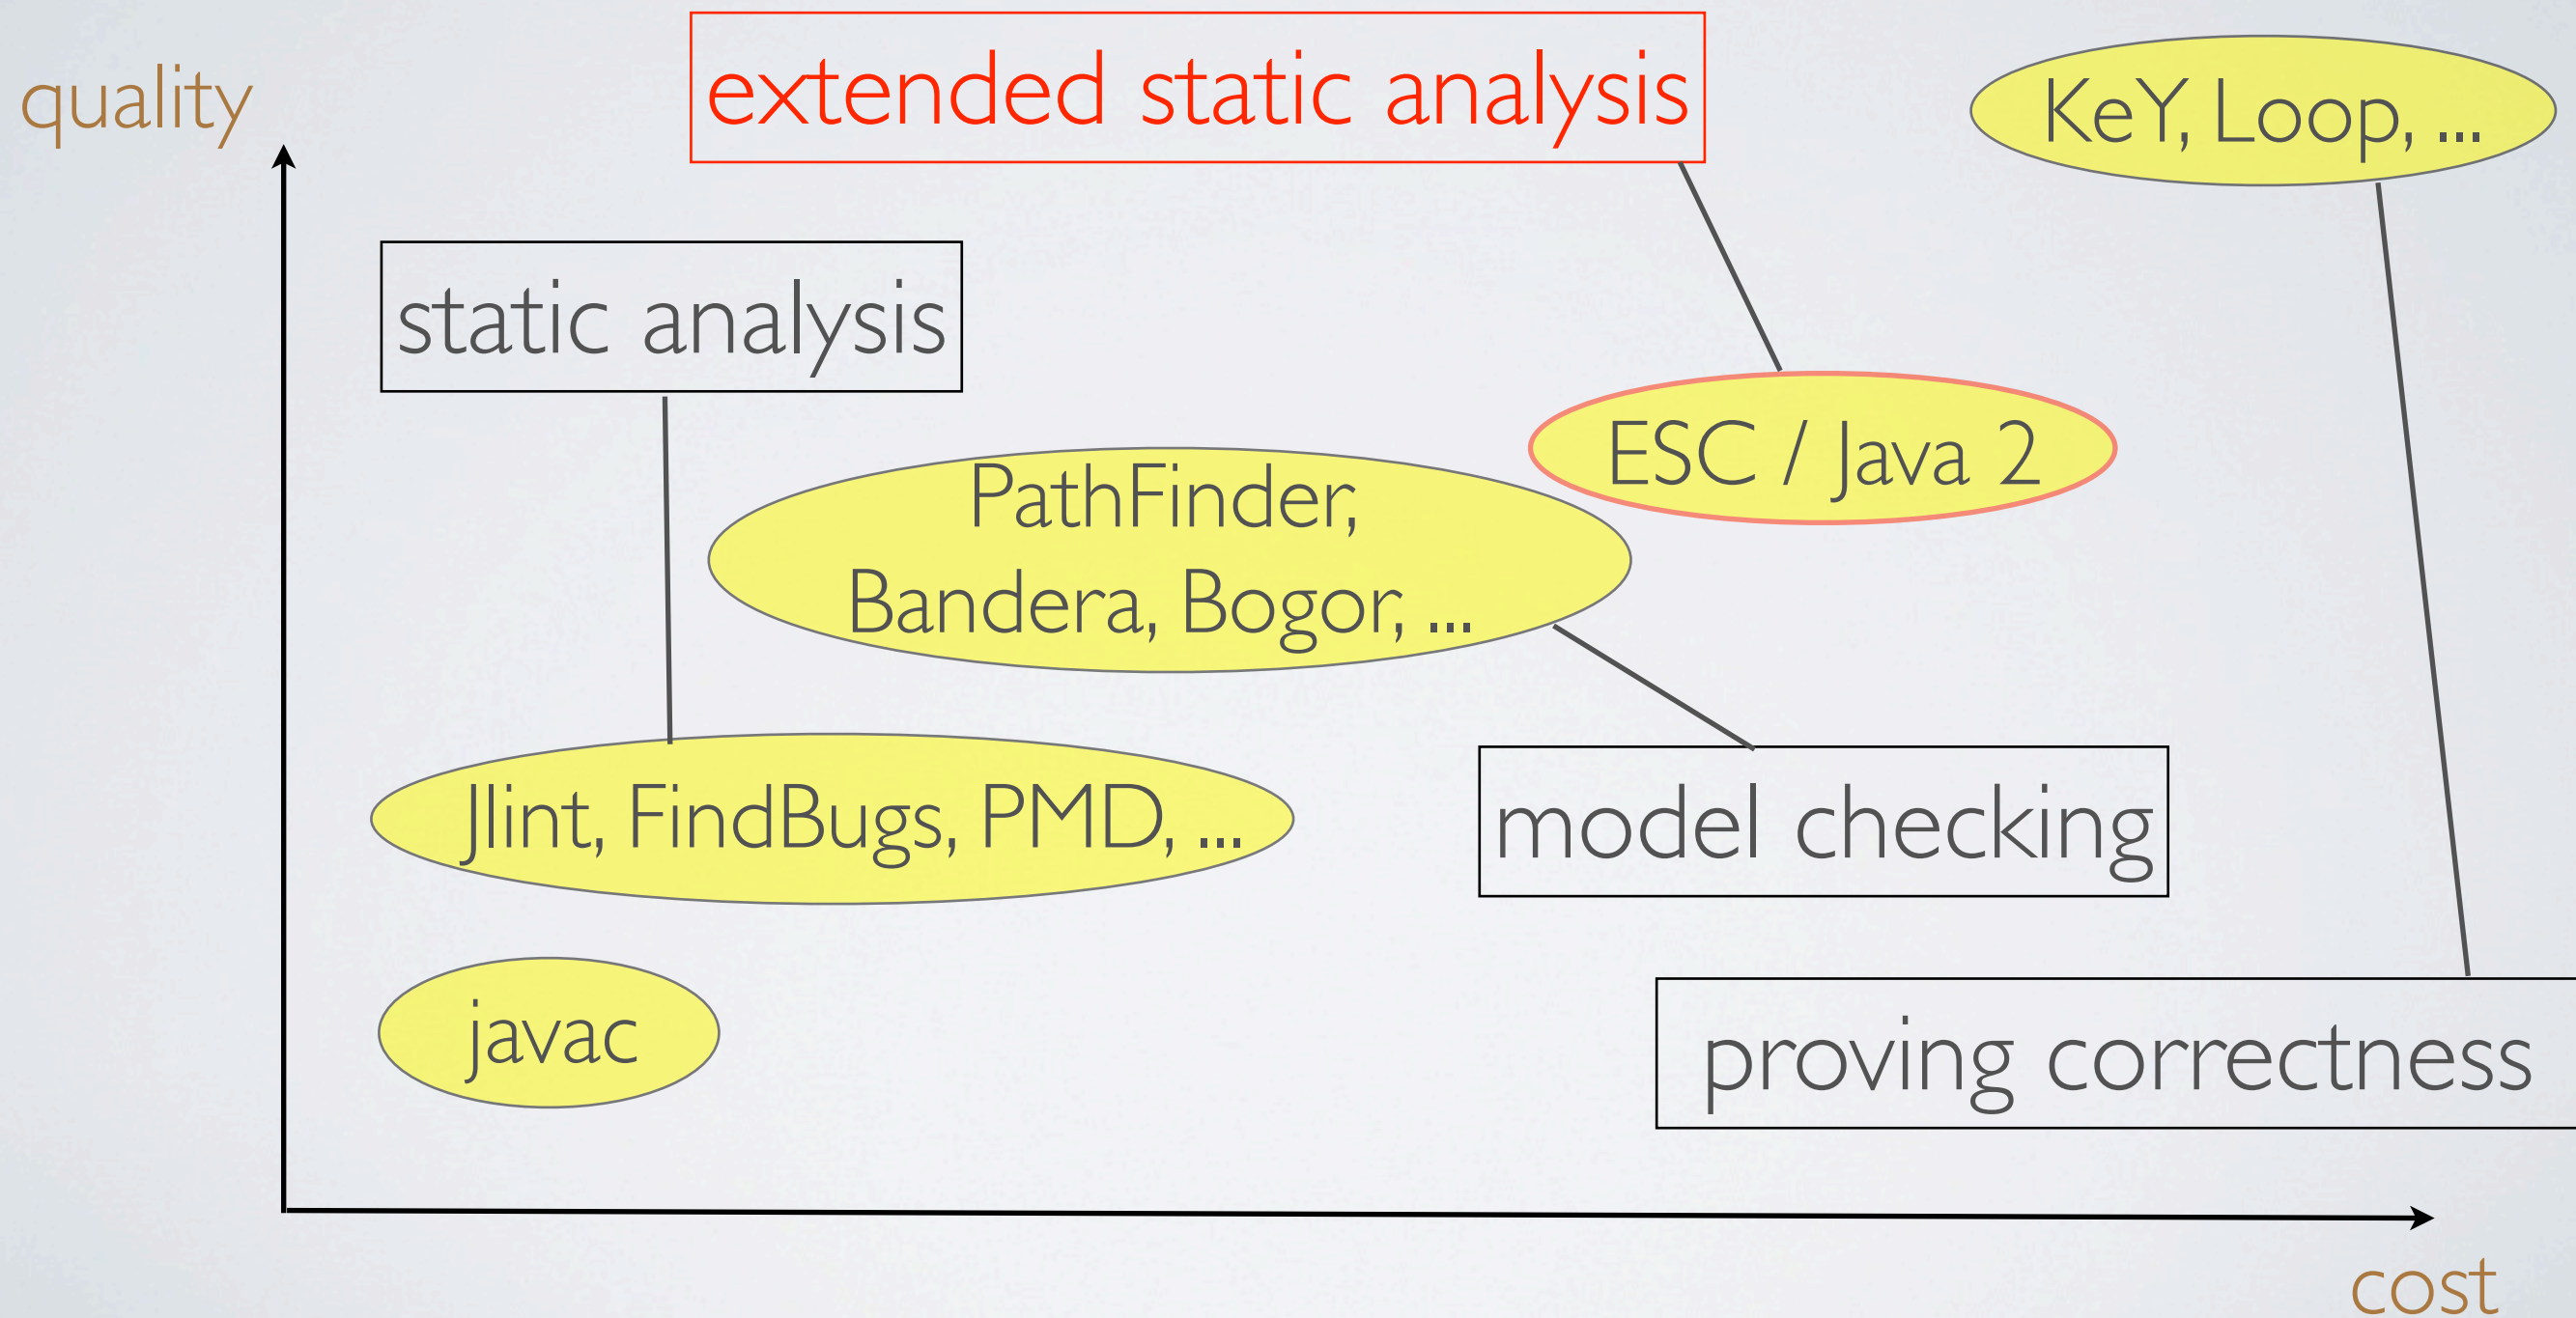 quality
extended static analysis
KeY, Loop, ...
static analysis
ESC / Java 2
PathFinder,
Bandera, Bogor, ...
Jlint, FindBugs, PMD, ...
model checking
javac
proving correctness
cost